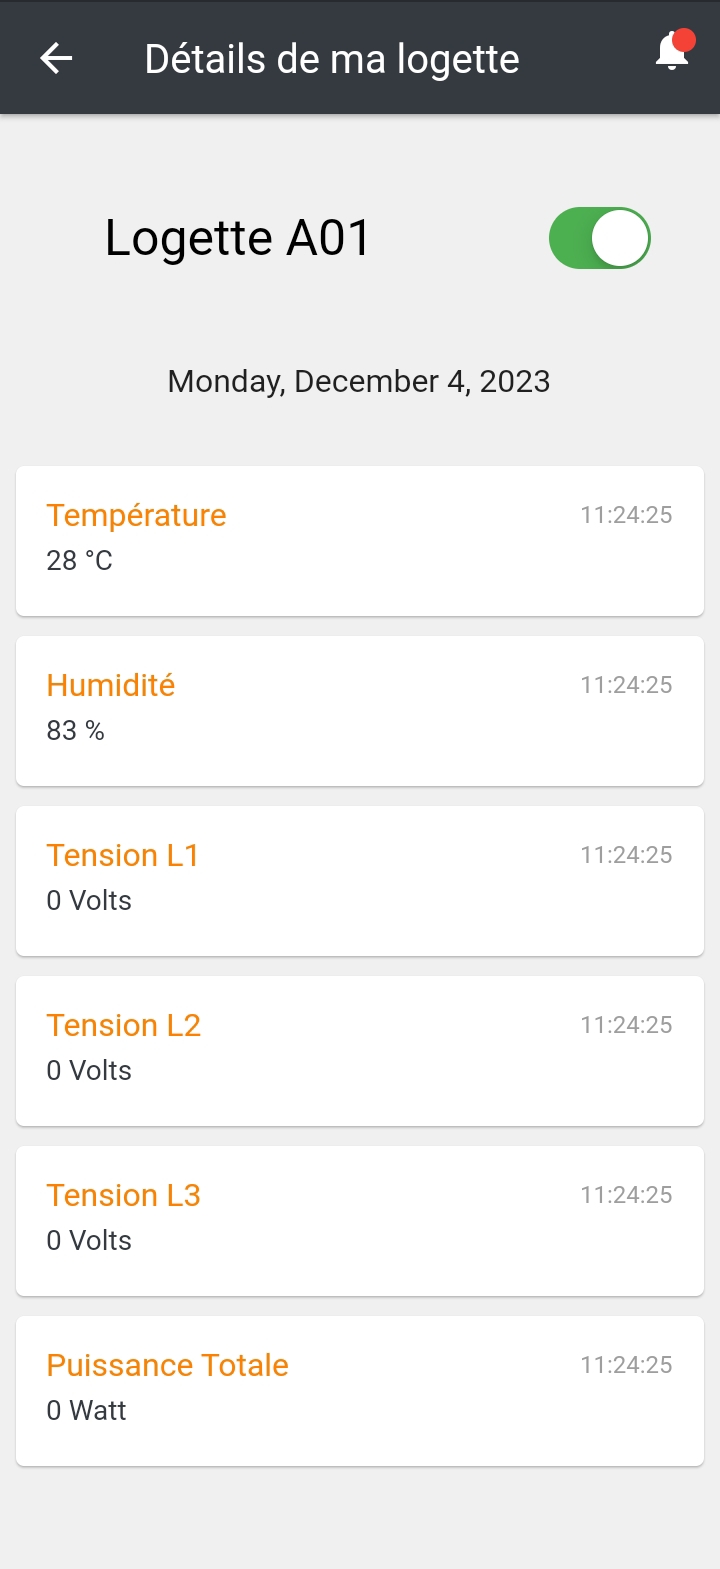 Détails de ma logette
Logette A01
Monday, December 4, 2023
Température
11:24:25
28 °C
Humidité
11:24:25
83 %
Tension L1
11:24:25
0 Volts
Tension L2
11:24:25
0 Volts
Tension L3
11:24:25
0 Volts
Puissance Totale
11:24:25
0 Watt